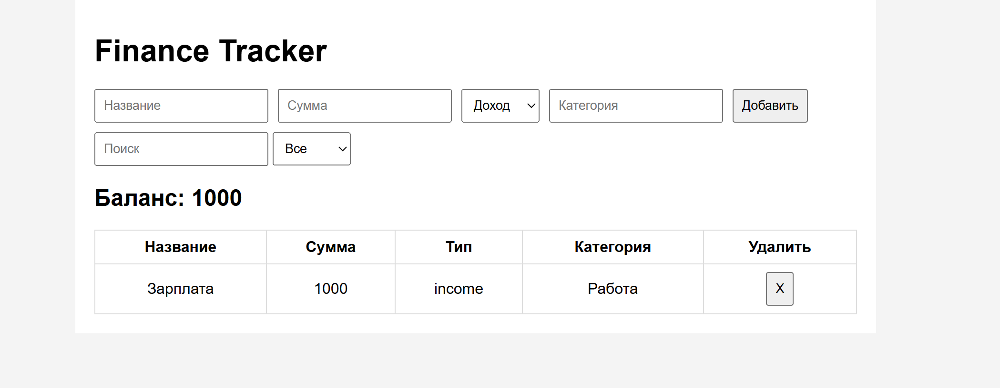 Finance Tracker
Название Сумма Доход Категория Добавить
Поиск Все
Баланс: 1000
Название Сумма Тип Категория Удалить
Зарплата 1000 income Работа X